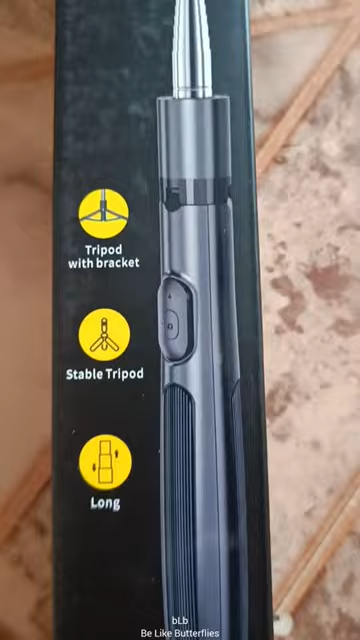 Tripod
with bracket
Stable Tripod
Long
bLb
Be Like Butterflies